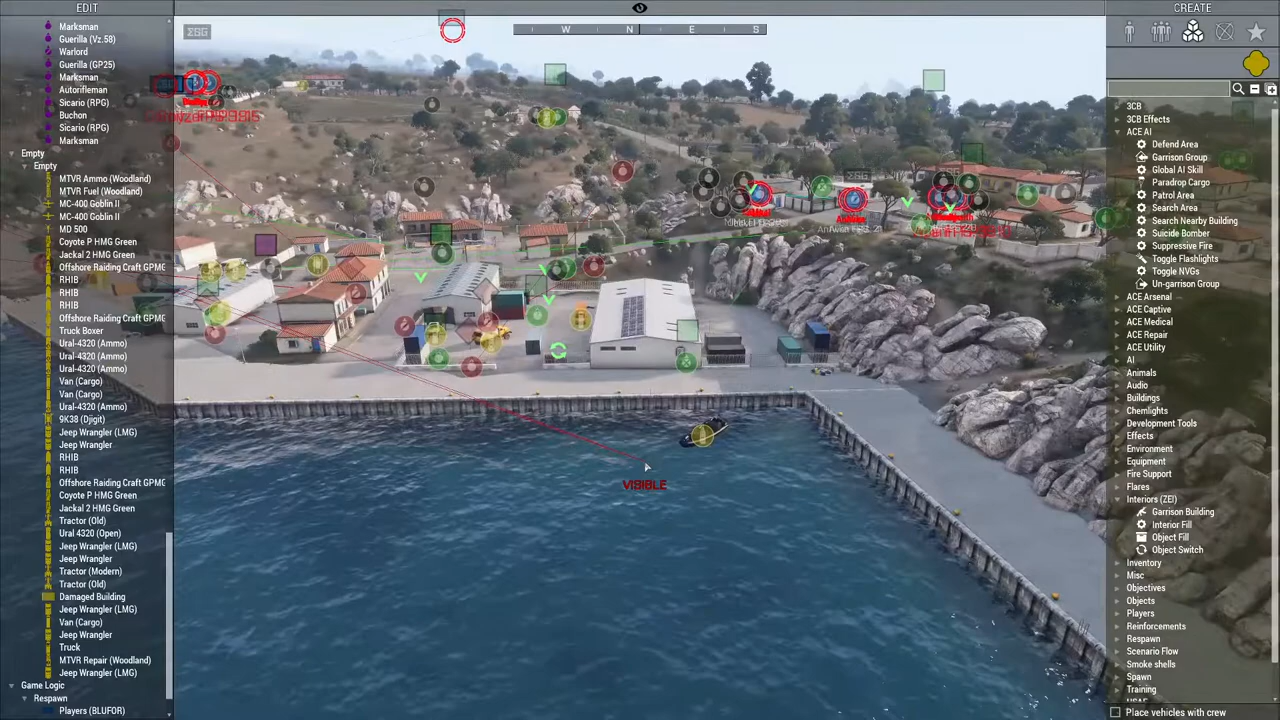 EDIT
Marksman
Guerilla (Vz.58)
Warlord
Guerilla (GP25)
Marksman
Autorifleman
Sicario (RPG)
Buchon
Sicario (RPG)
Marksman
Empty
Empty
MTVR Ammo (Woodland)
MTVR Fuel (Woodland)
MC-400 Goblin II
MC-400 Goblin II
MD 500
Coyote P HMG Green
Jackal 2 HMG Green
Offshore Raiding Craft GPMG
RHIB
RHIB
RHIB
Offshore Raiding Craft GPMG
Truck Boxer
Ural-4320 (Ammo)
Ural-4320 (Ammo)
Ural-4320 (Ammo)
Van (Cargo)
Van (Cargo)
Ural-4320 (Ammo)
9K38 (Djigit)
Jeep Wrangler (LMG)
Jeep Wrangler
RHIB
RHIB
Offshore Raiding Craft GPMG
Coyote P HMG Green
Jackal 2 HMG Green
Tractor (Old)
Ural 4320 (Open)
Jeep Wrangler (LMG)
Jeep Wrangler
Tractor (Modern)
Tractor (Old)
Damaged Building
Jeep Wrangler (LMG)
Van (Cargo)
Jeep Wrangler
Truck
MTVR Repair (Woodland)
Jeep Wrangler (LMG)
Game Logic
Respawn
Players (BLUFOR)
W N E S
VISIBLE
CREATE
3CB
3CB Effects
ACE AI
Defend Area
Garrison Group
Global AI Skill
Paradrop Cargo
Patrol Area
Search Area
Search Nearby Building
Suicide Bomber
Suppressive Fire
Toggle Flashlights
Toggle NVGs
Un-garrison Group
ACE Arsenal
ACE Captive
ACE Medical
ACE Repair
ACE Utility
AI
Animals
Audio
Buildings
Chemlights
Development Tools
Effects
Environment
Equipment
Fire Support
Flares
Interiors (ZEI)
Garrison Building
Interior Fill
Object Fill
Object Switch
Inventory
Misc
Objectives
Objects
Players
Reinforcements
Respawn
Scenario Flow
Smoke shells
Spawn
Training
Place vehicles with crew